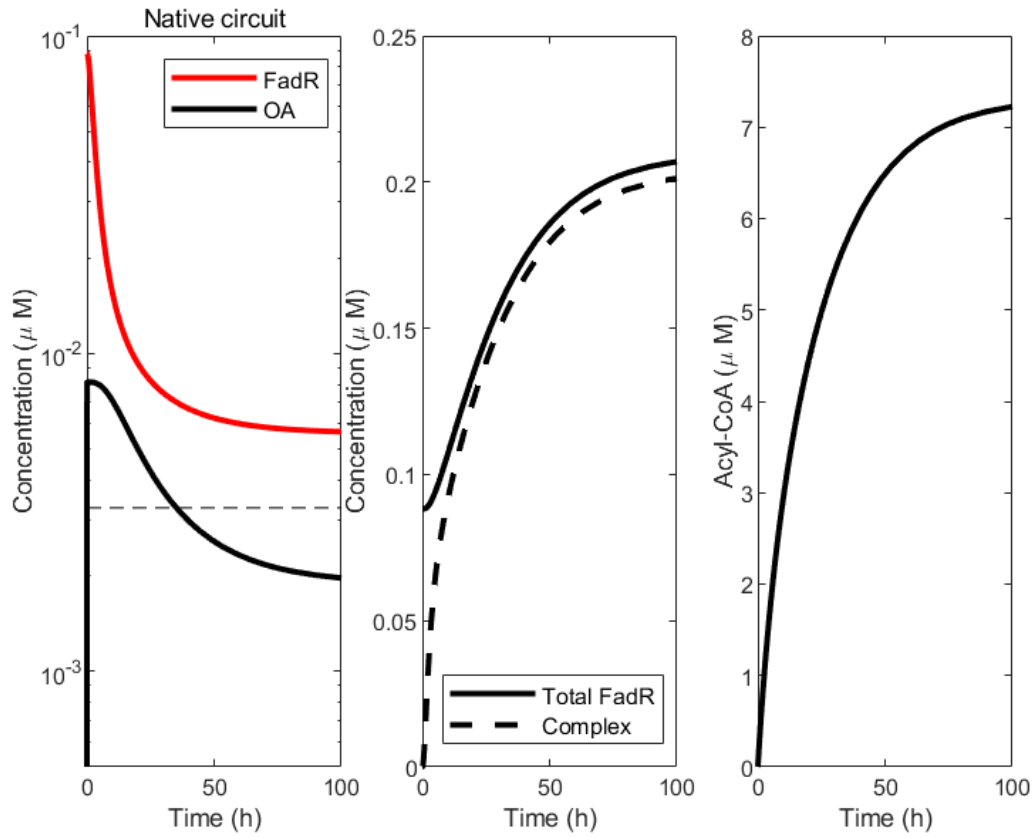 Native circuit
Concentration (μ M)
10⁻¹
10⁻²
10⁻³
FadR
OA
0
50
100
Time (h)
Concentration (μ M)
0.25
0.2
0.15
0.1
0.05
0
Total FadR
Complex
0
50
100
Time (h)
Acyl-CoA (μ M)
8
7
6
5
4
3
2
1
0
0
50
100
Time (h)